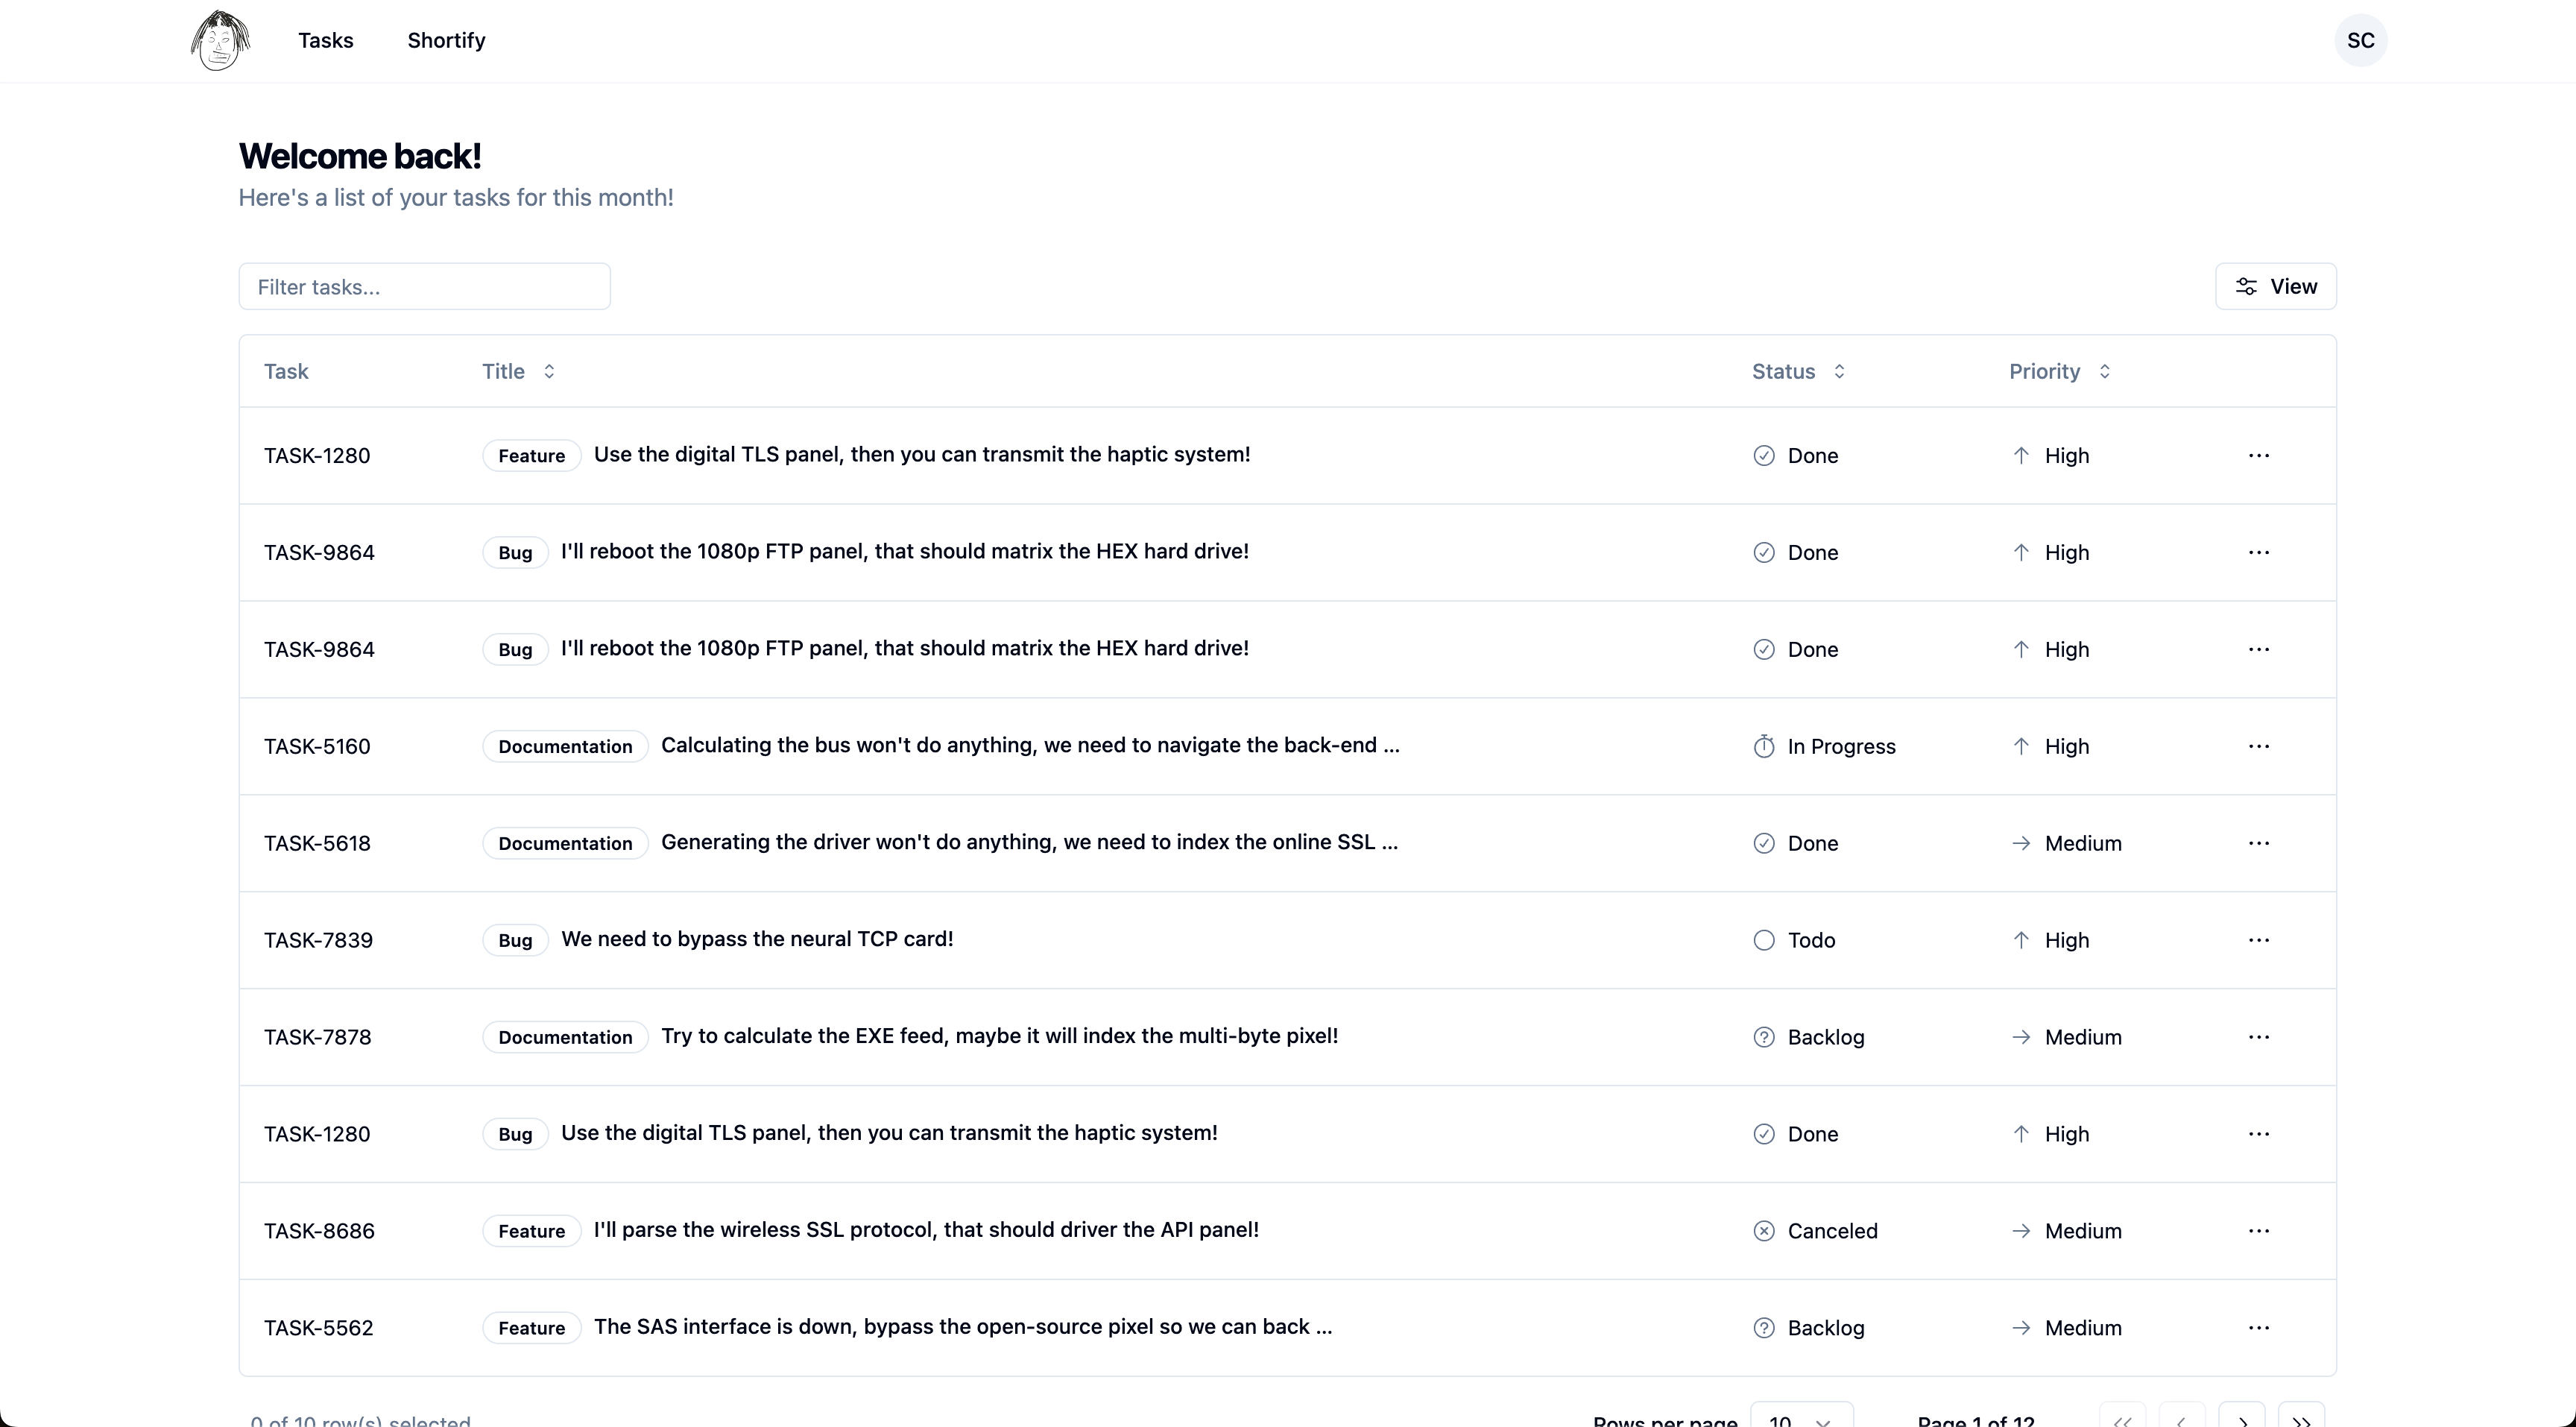 Tasks Shortify SC
Welcome back!
Here's a list of your tasks for this month!
Filter tasks... View
Task Title Status Priority
TASK-1280 Feature Use the digital TLS panel, then you can transmit the haptic system! Done High
TASK-9864 Bug I'll reboot the 1080p FTP panel, that should matrix the HEX hard drive! Done High
TASK-9864 Bug I'll reboot the 1080p FTP panel, that should matrix the HEX hard drive! Done High
TASK-5160 Documentation Calculating the bus won't do anything, we need to navigate the back-end ... In Progress High
TASK-5618 Documentation Generating the driver won't do anything, we need to index the online SSL ... Done Medium
TASK-7839 Bug We need to bypass the neural TCP card! Todo High
TASK-7878 Documentation Try to calculate the EXE feed, maybe it will index the multi-byte pixel! Backlog Medium
TASK-1280 Bug Use the digital TLS panel, then you can transmit the haptic system! Done High
TASK-8686 Feature I'll parse the wireless SSL protocol, that should driver the API panel! Canceled Medium
TASK-5562 Feature The SAS interface is down, bypass the open-source pixel so we can back ... Backlog Medium
0 of 10 row(s) selected Rows per page 10 Page 1 of 12